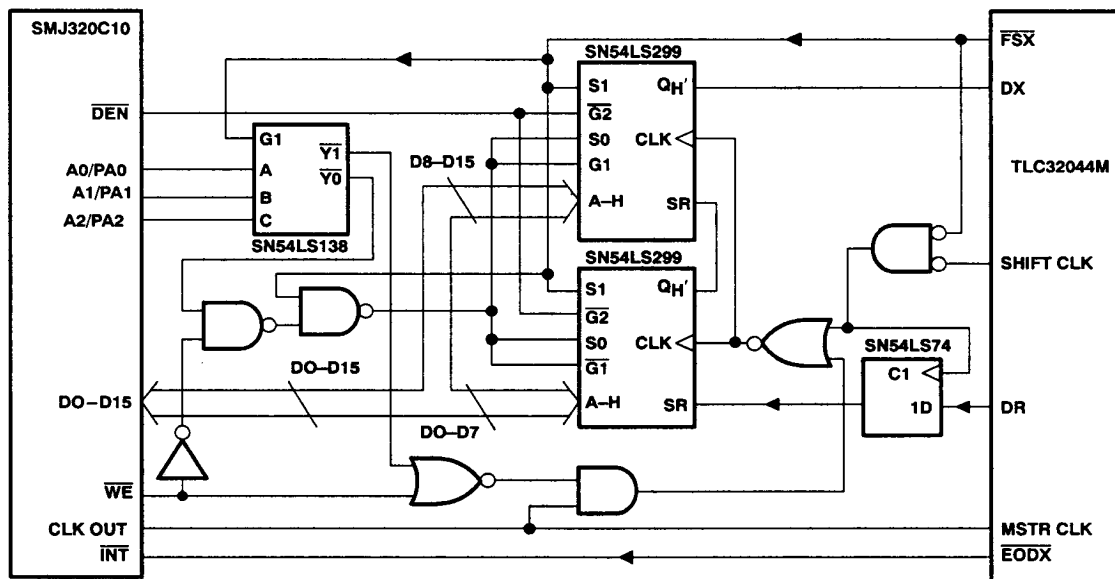 SMJ320C10
DEN
A0/PA0
A1/PA1
A2/PA2
DO–D15
WE
CLK OUT
INT
G1
A
B
C
Y1
Y0
SN54LS138
D8–D15
DO–D15
DO–D7
SN54LS299
S1
G2
S0
G1
A–H
QH'
CLK
SR
SN54LS299
S1
G2
S0
G1
A–H
QH'
CLK
SR
SN54LS74
C1
1D
FSX
DX
TLC32044M
SHIFT CLK
DR
MSTR CLK
EODX